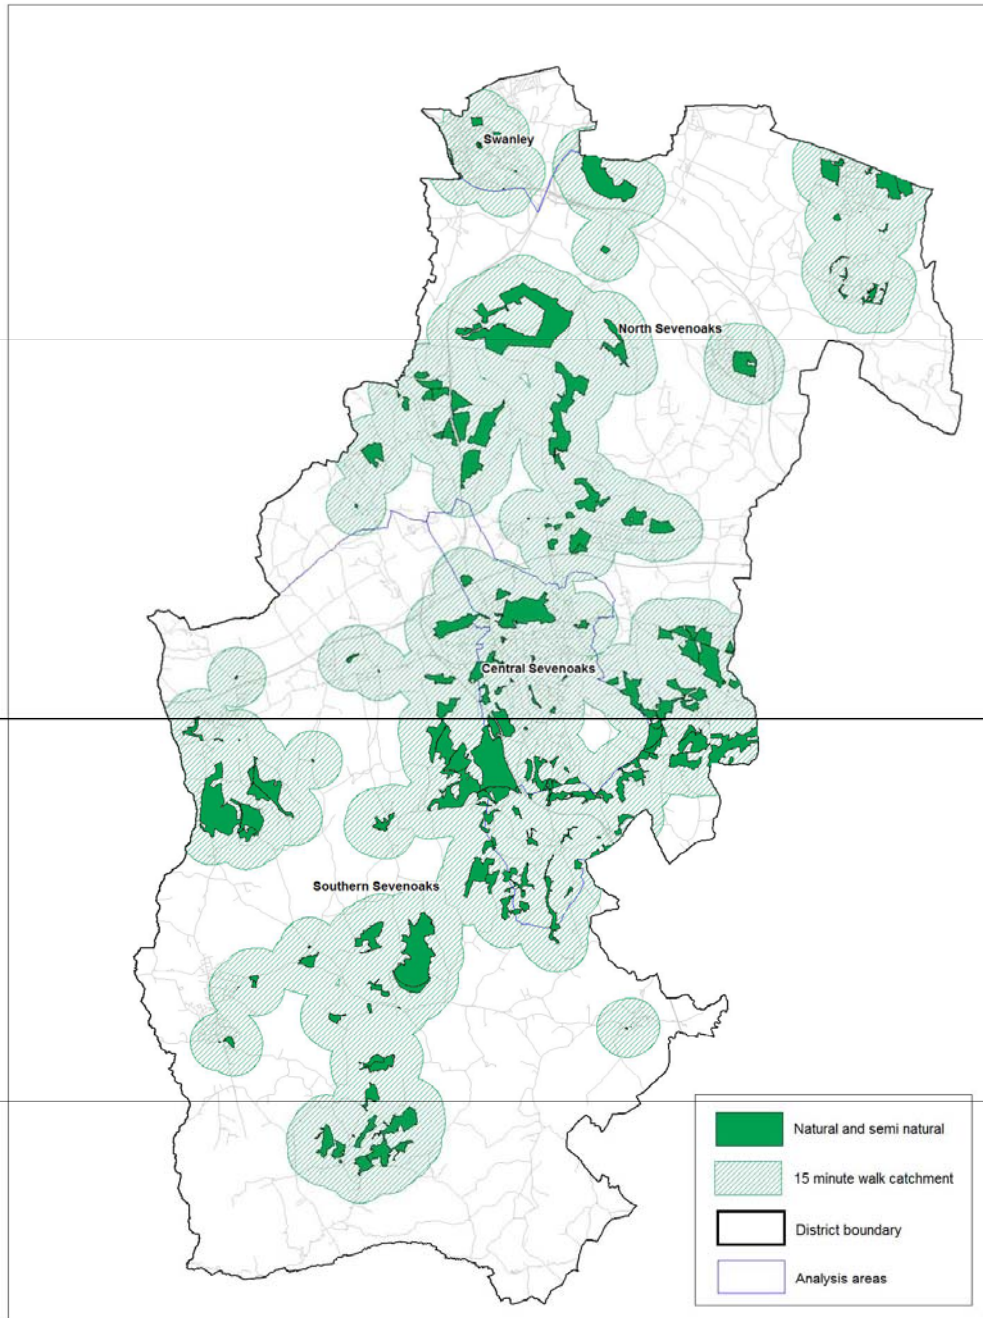 Swanley
North Sevenoaks
Central Sevenoaks
Southern Sevenoaks
Natural and semi natural
15 minute walk catchment
District boundary
Analysis areas